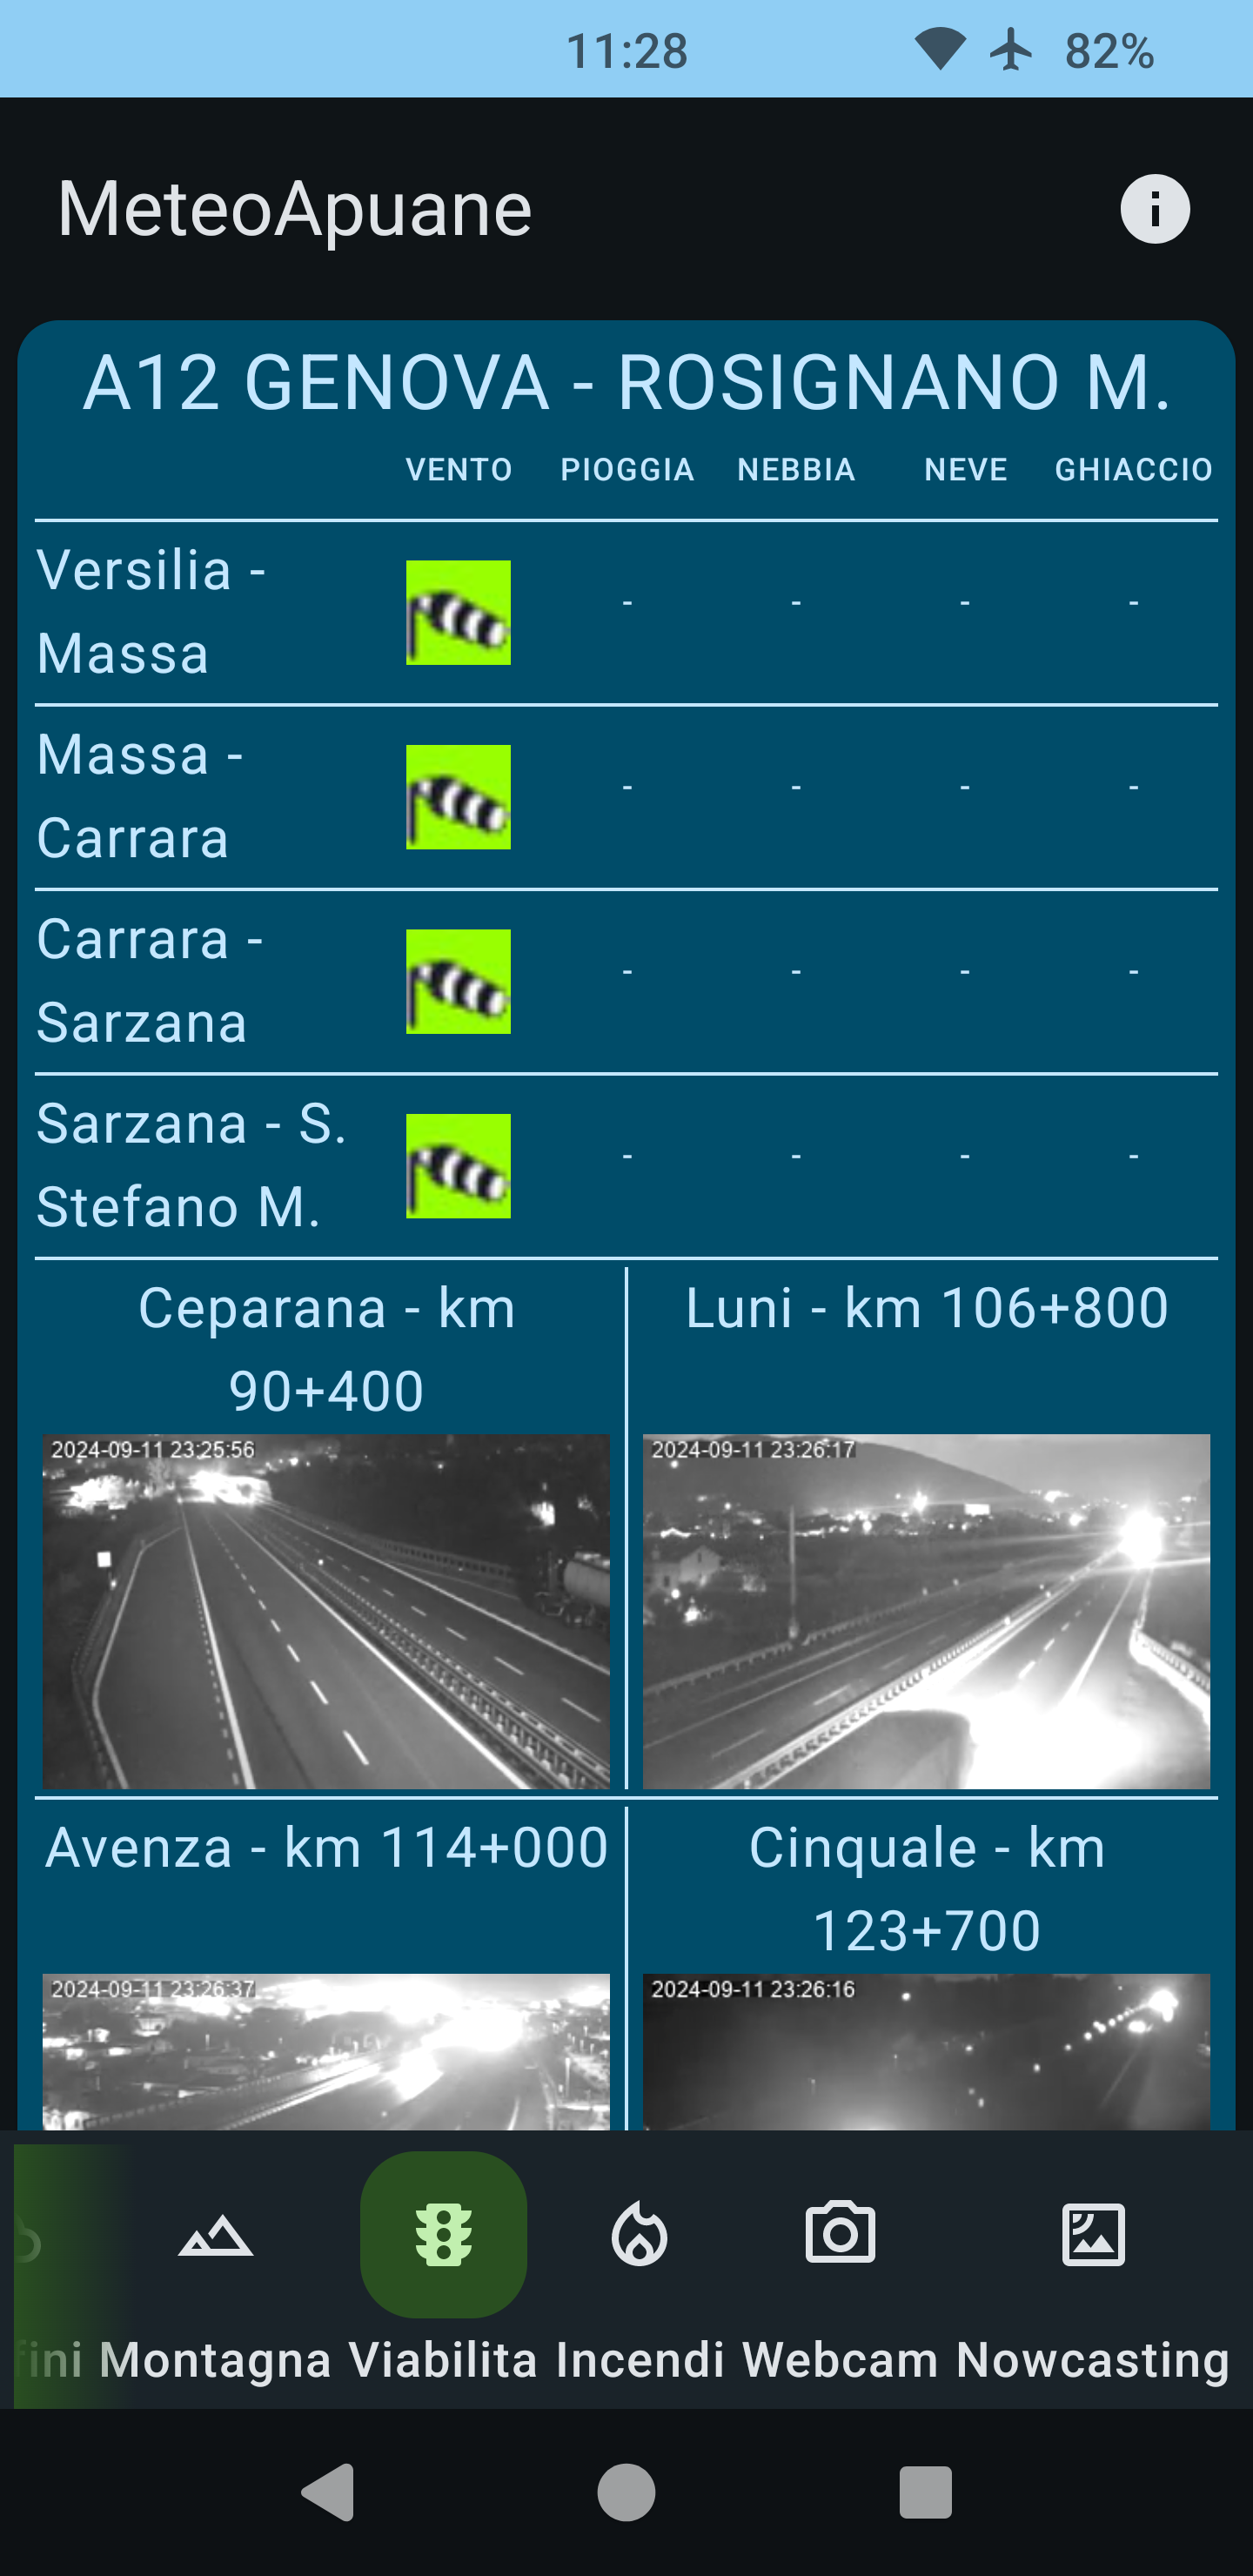 11:28 82%
MeteoApuane
A12 GENOVA - ROSIGNANO M.
VENTO PIOGGIA NEBBIA NEVE GHIACCIO
Versilia -
Massa
- - - -
Massa -
Carrara
- - - -
Carrara -
Sarzana
- - - -
Sarzana - S.
Stefano M.
- - - -
Ceparana - km
90+400
2024-09-11 23:25:56
Luni - km 106+800
2024-09-11 23:26:17
Avenza - km 114+000
2024-09-11 23:26:37
Cinquale - km
123+700
2024-09-11 23:26:16
Montagna Viabilita Incendi Webcam Nowcasting